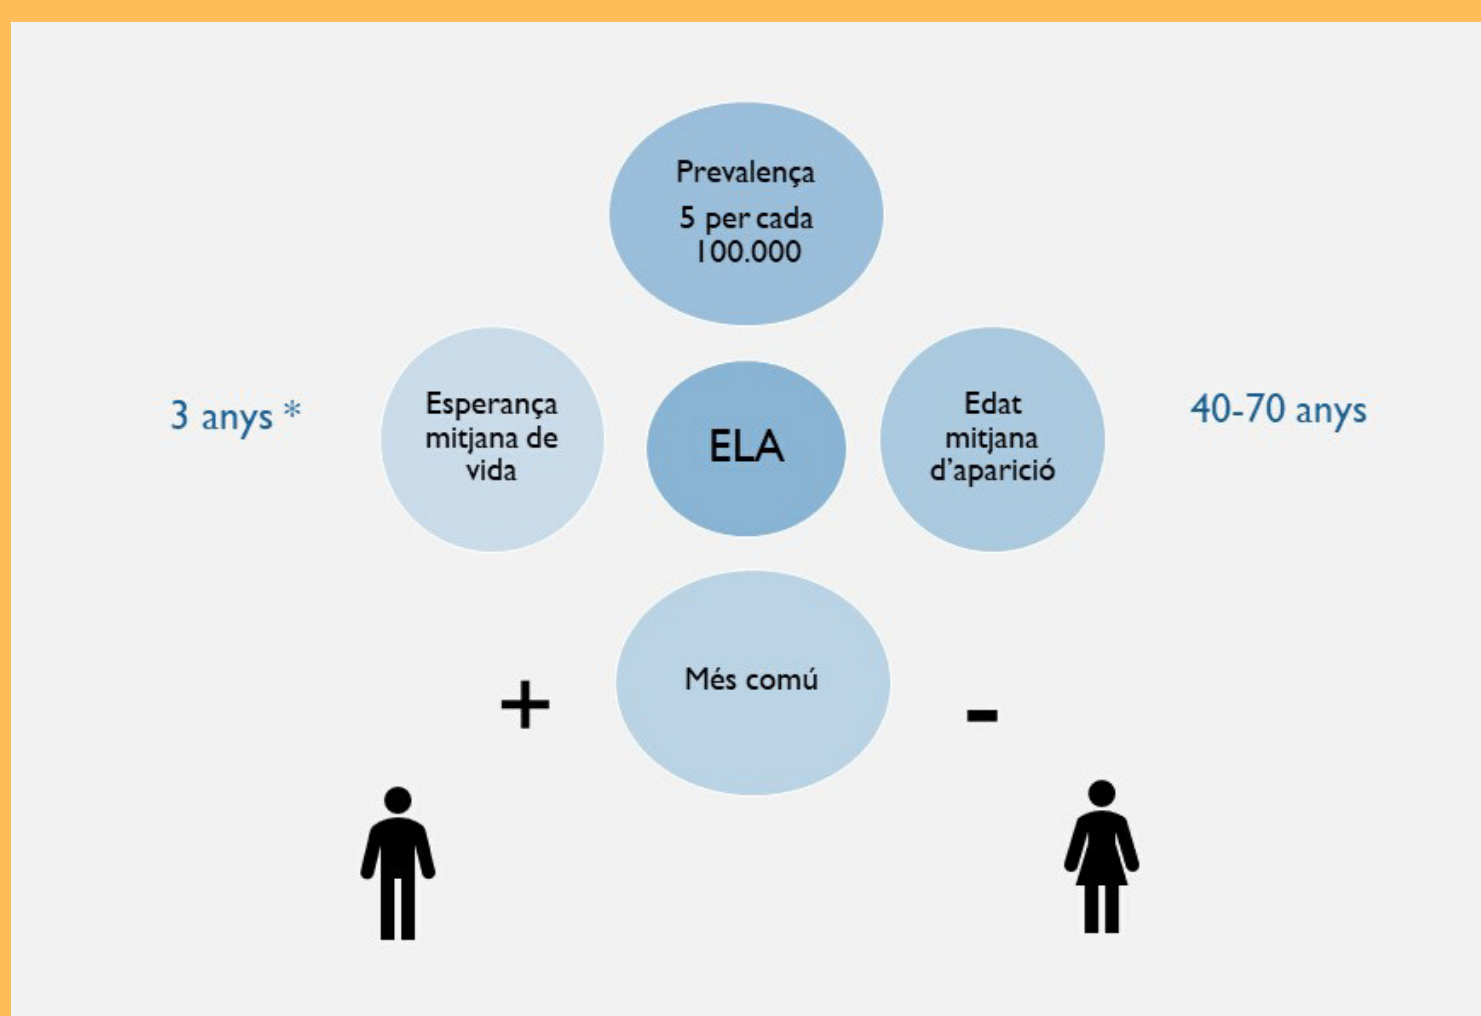 Prevalença
5 per cada
100.000
3 anys *
Esperança
mitjana de
vida
ELA
Edat
mitjana
d'aparició
40-70 anys
Més comú
+
-